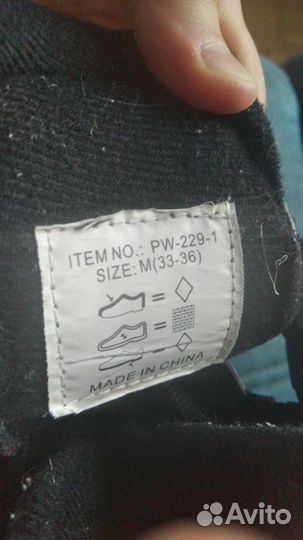 ITEM NO.: PW-229-1
SIZE: M(33-36)
=
=
=
MADE IN CHINA
Avito